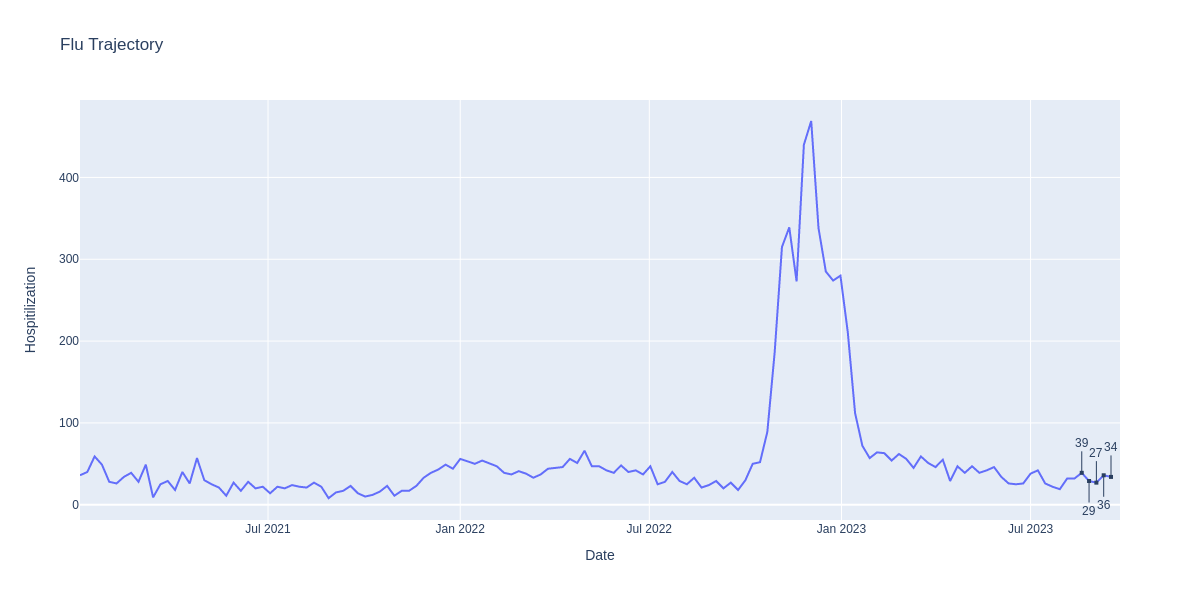 Flu Trajectory
Hospitilization
400
300
200
100
0
39
27
34
29
36
Jul 2021
Jan 2022
Jul 2022
Jan 2023
Jul 2023
Date